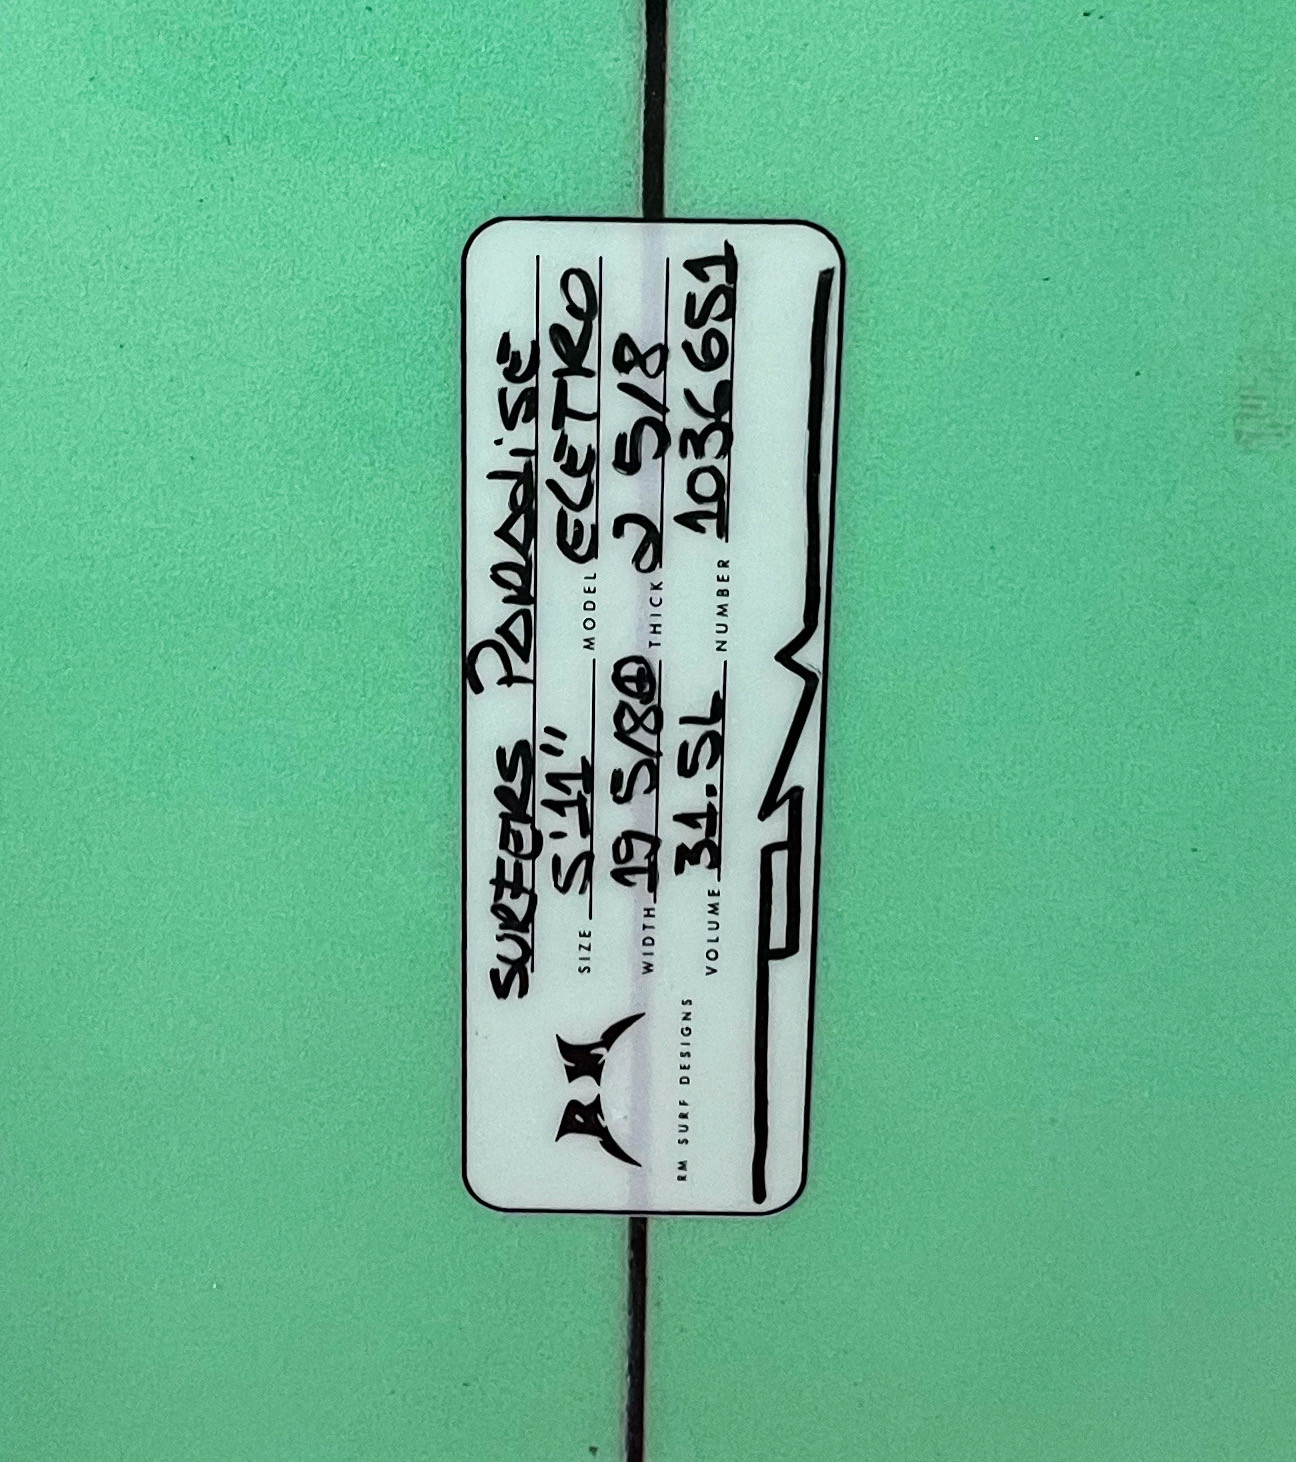 SURFERS PARADISE
SIZE 5'11" MODEL ELETRO
WIDTH 19 5/8⊕ THICK 2 5/8
VOLUME 31.5L NUMBER 1036651
RM
RM SURF DESIGNS